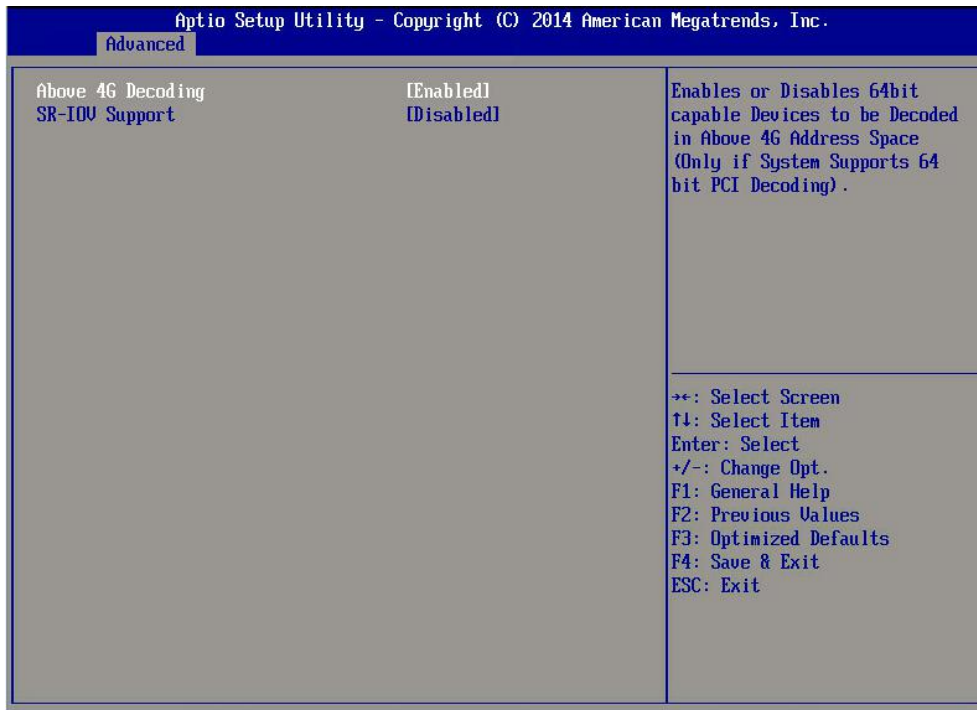 Aptio Setup Utility - Copyright (C) 2014 American Megatrends, Inc.
Advanced
Above 4G Decoding [Enabled]
SR-IOV Support [Disabled]
Enables or Disables 64bit
capable Devices to be Decoded
in Above 4G Address Space
(Only if System Supports 64
bit PCI Decoding).
→←: Select Screen
↑↓: Select Item
Enter: Select
+/-: Change Opt.
F1: General Help
F2: Previous Values
F3: Optimized Defaults
F4: Save & Exit
ESC: Exit